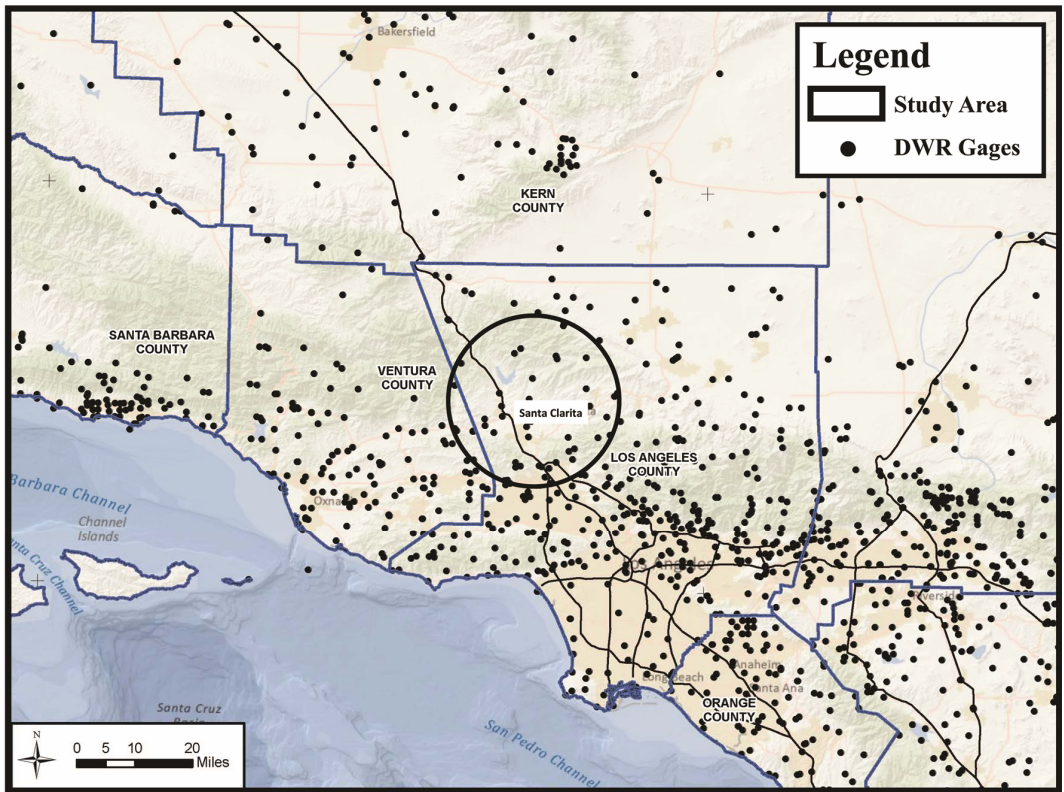 Bakersfield
Legend
Study Area
DWR Gages
KERN
COUNTY
SANTA BARBARA
COUNTY
VENTURA
COUNTY
Santa Clarita
LOS ANGELES
COUNTY
Oxnard
Barbara Channel
Channel
Islands
Santa Cruz Channel
Los Angeles
Riverside
Long Beach
Anaheim
Santa Ana
ORANGE
COUNTY
Santa Cruz
Basin
San Pedro Channel
N
0 5 10 20
Miles